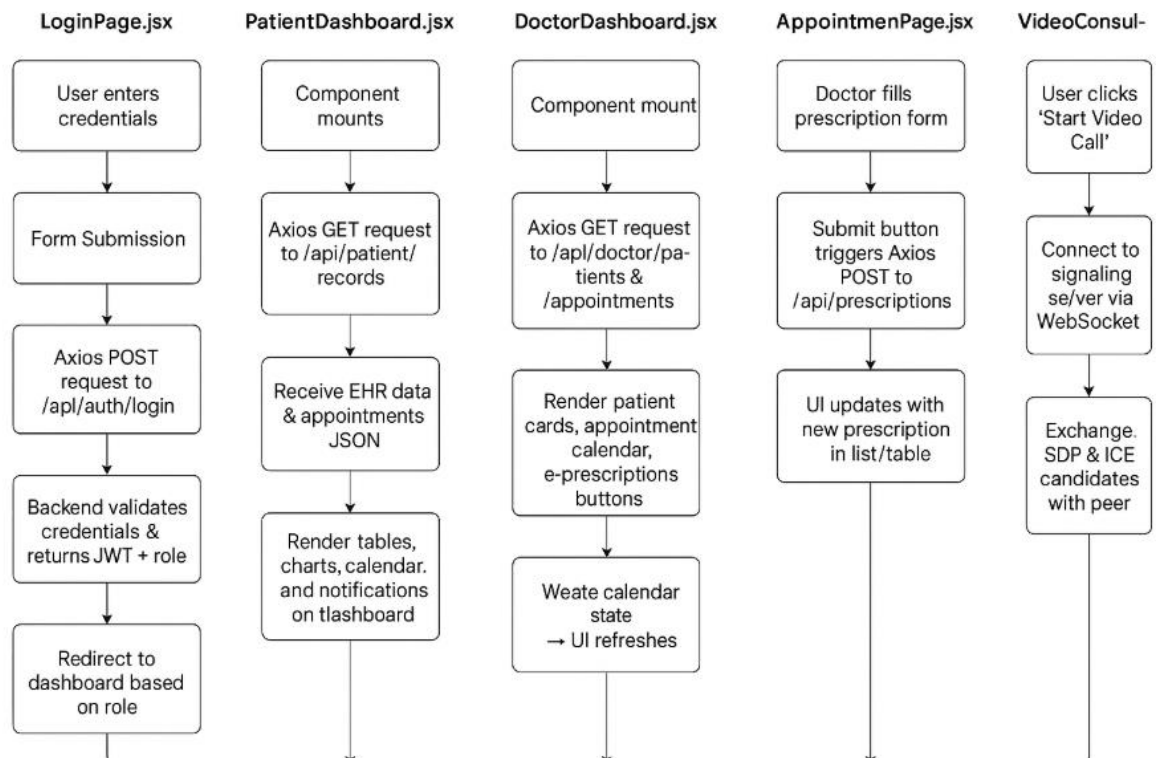 LoginPage.jsx
User enters
credentials
Form Submission
Axios POST
request to
/apl/auth/login
Backend validates
credentials &
returns JWT + role
Redirect to
dashboard based
on role
PatientDashboard.jsx
Component
mounts
Axios GET request
to /api/patient/
records
Receive EHR data
& appointments
JSON
Render tables,
charts, calendar.
and notifications
on tlashboard
DoctorDashboard.jsx
Component mount
Axios GET request
to /apl/doctor/pa-
tients &
/appointments
Render patient
cards, appointment
calendar,
e-prescriptions
buttons
Weate calendar
state
→ UI refreshes
AppointmenPage.jsx
Doctor fills
prescription form
Submit button
triggers Axios
POST to
/api/prescriptions
UI updates with
new prescription
in list/table
VideoConsul-
User clicks
‘Start Video
Call’
Connect to
signaling
se/ver via
WebSocket
Exchange.
SDP & ICE
candidates
with peer